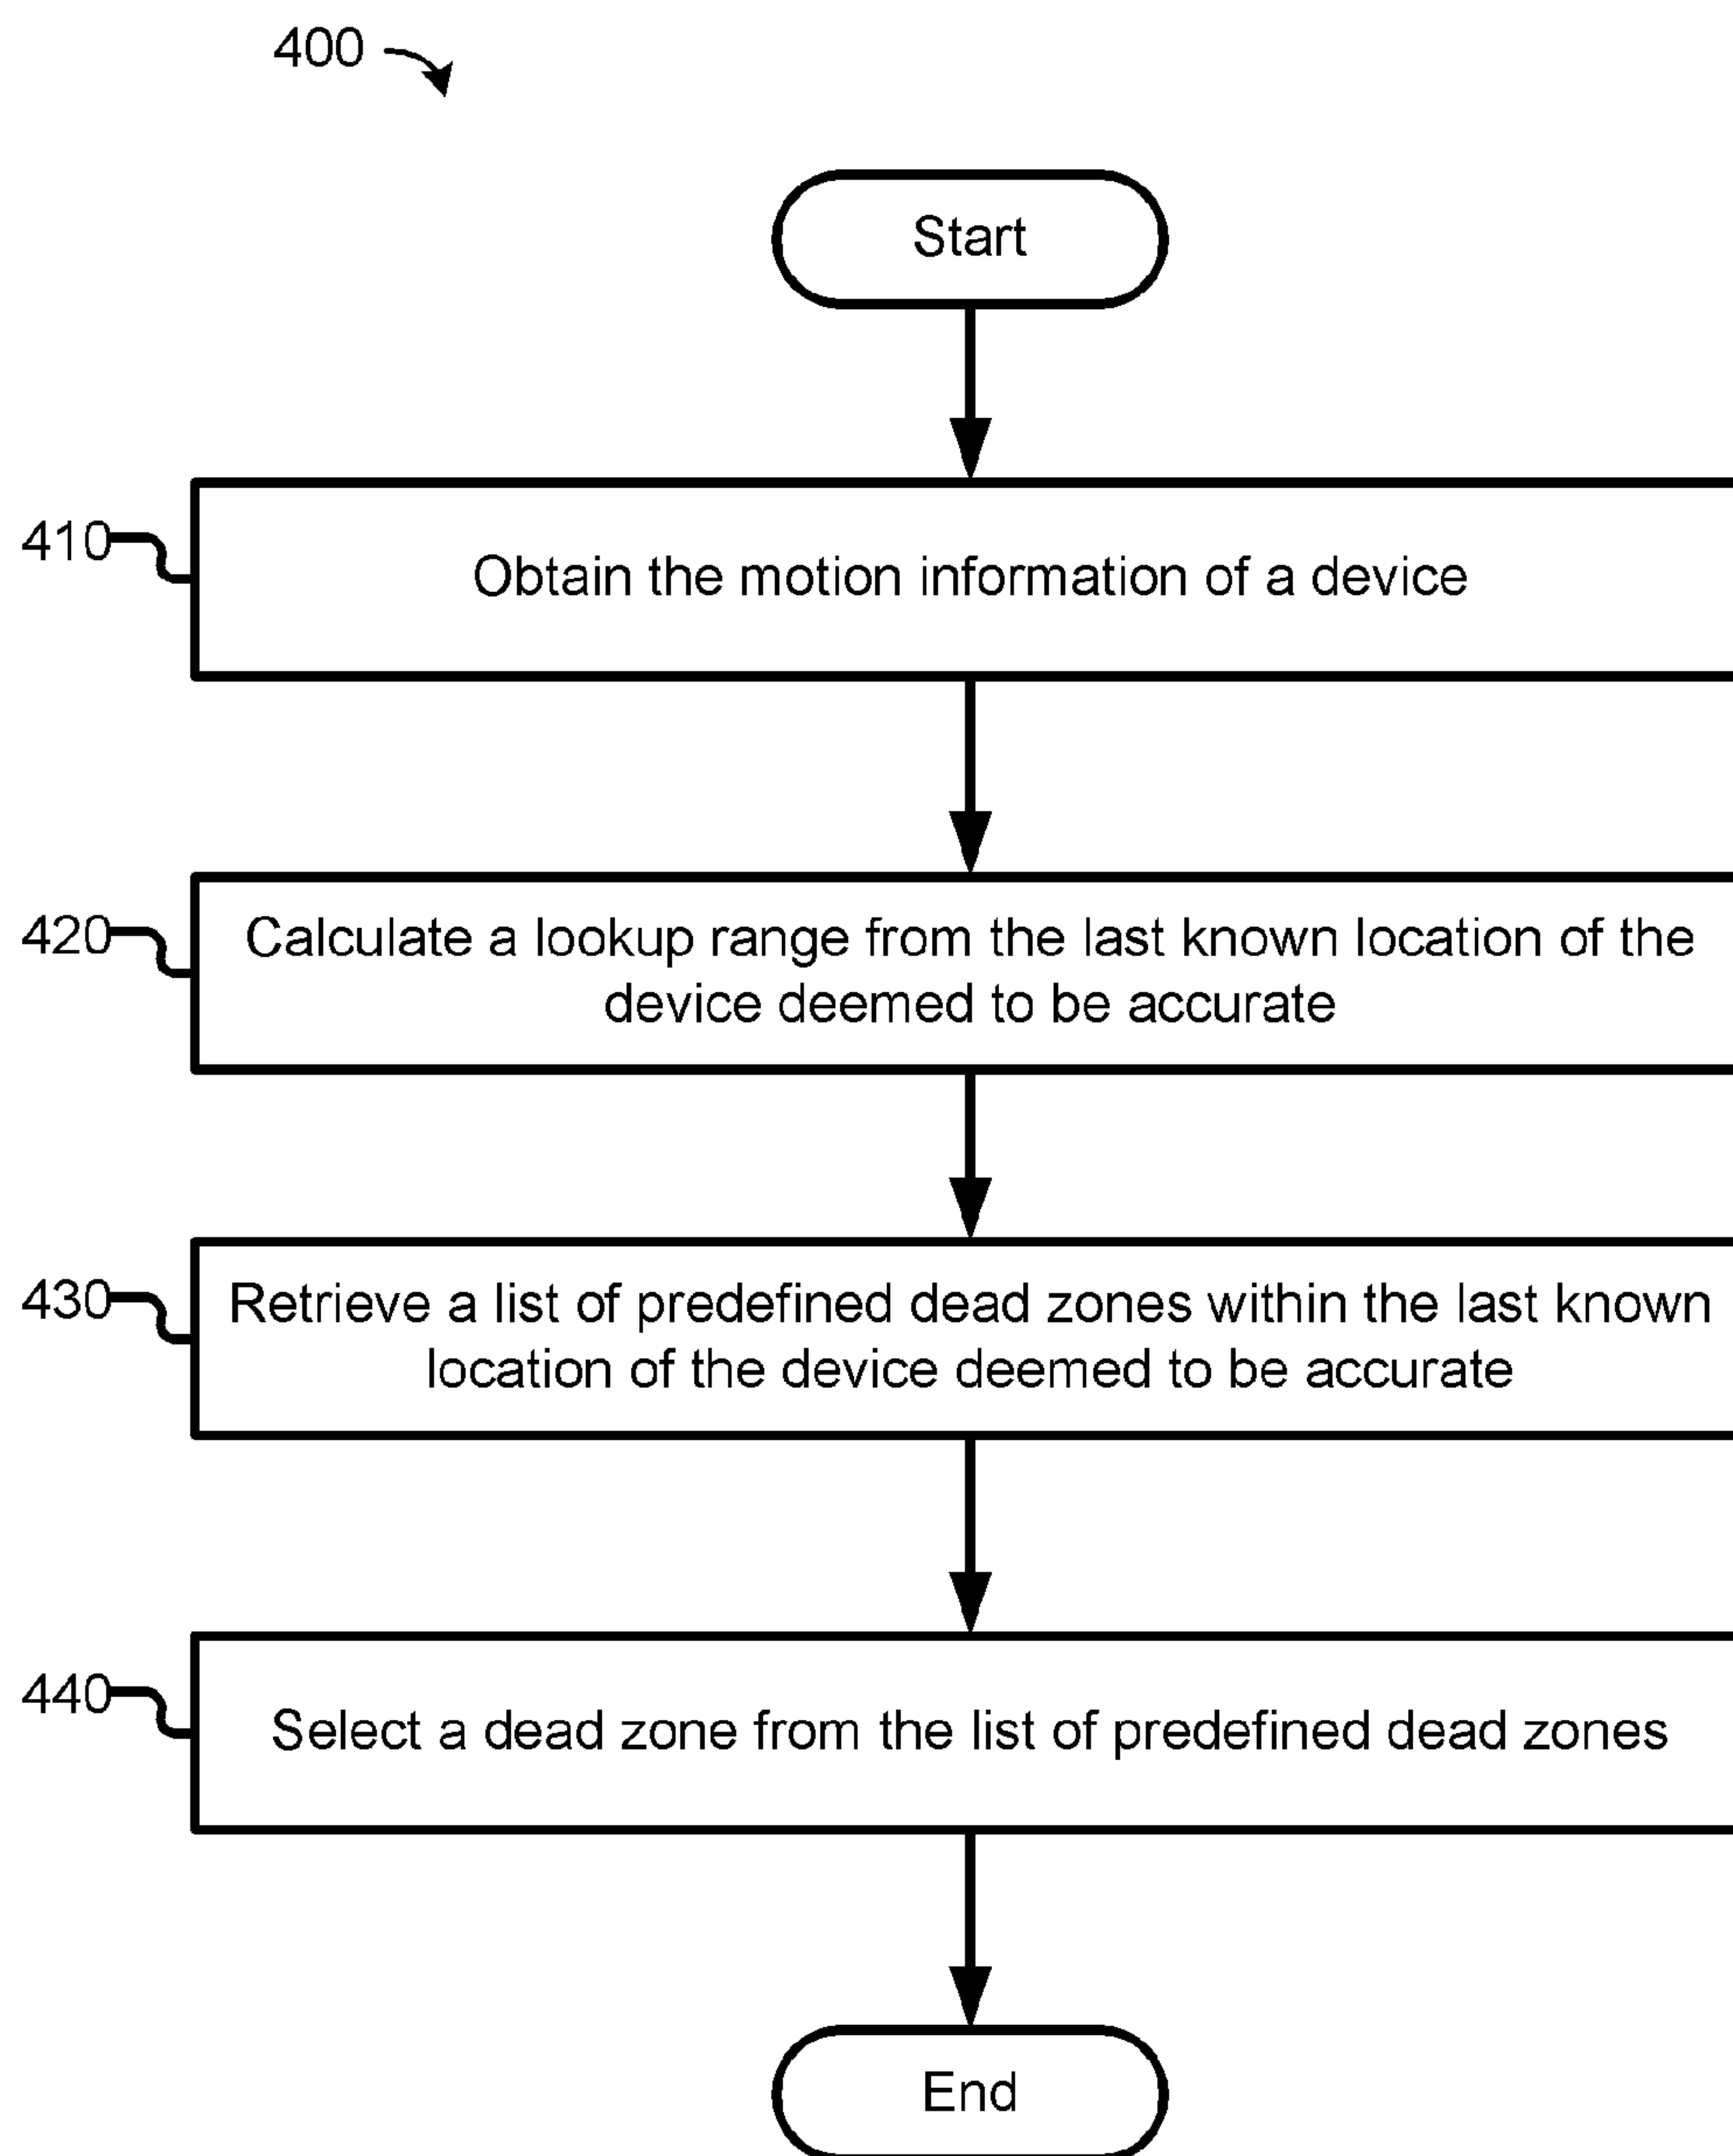 400
Start
410
Obtain the motion information of a device
420
Calculate a lookup range from the last known location of the
device deemed to be accurate
430
Retrieve a list of predefined dead zones within the last known
location of the device deemed to be accurate
440
Select a dead zone from the list of predefined dead zones
End